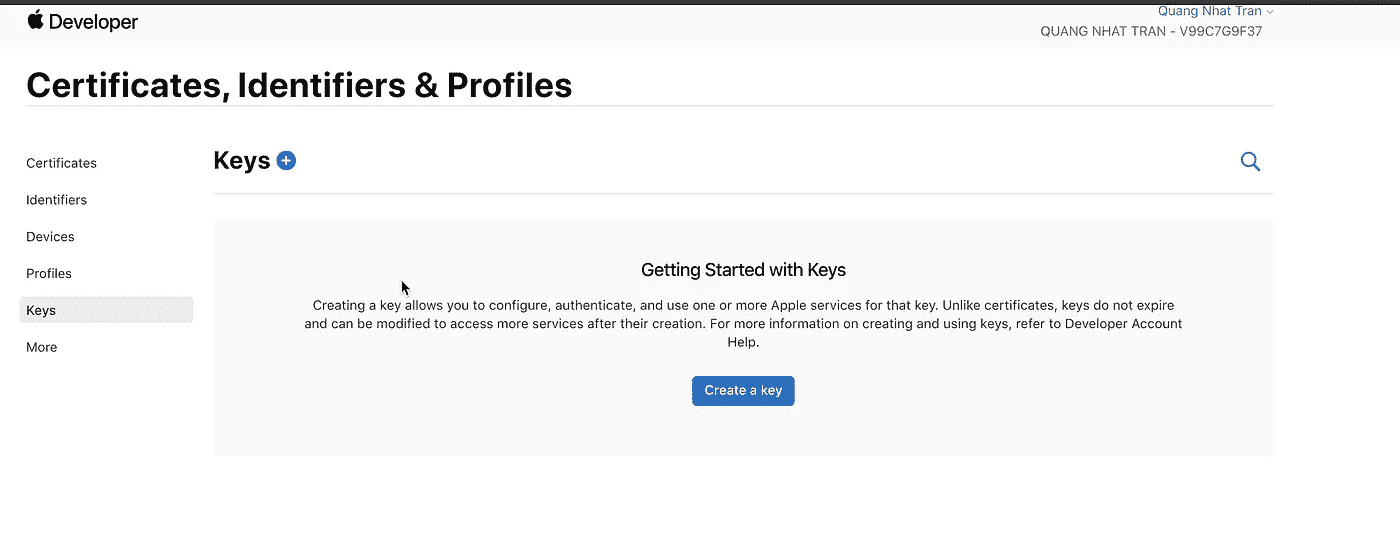 Developer
Quang Nhat Tran
QUANG NHAT TRAN - V99C7G9F37
Certificates, Identifiers & Profiles
Certificates
Identifiers
Devices
Profiles
Keys
More
Keys
Getting Started with Keys
Creating a key allows you to configure, authenticate, and use one or more Apple services for that key. Unlike certificates, keys do not expire
and can be modified to access more services after their creation. For more information on creating and using keys, refer to Developer Account
Help.
Create a key